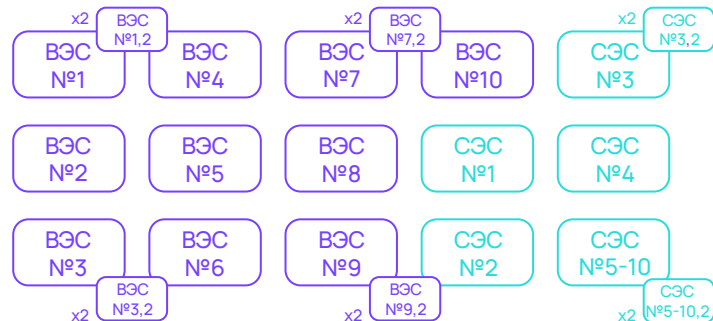 x2
ВЭС
№1,2
x2
ВЭС
№7,2
x2
СЭС
№3,2
ВЭС
№1
ВЭС
№4
ВЭС
№7
ВЭС
№10
СЭС
№3
ВЭС
№2
ВЭС
№5
ВЭС
№8
СЭС
№1
СЭС
№4
ВЭС
№3
ВЭС
№6
ВЭС
№9
СЭС
№2
СЭС
№5-10
x2
ВЭС
№3,2
x2
ВЭС
№9,2
x2
СЭС
№5-10,2